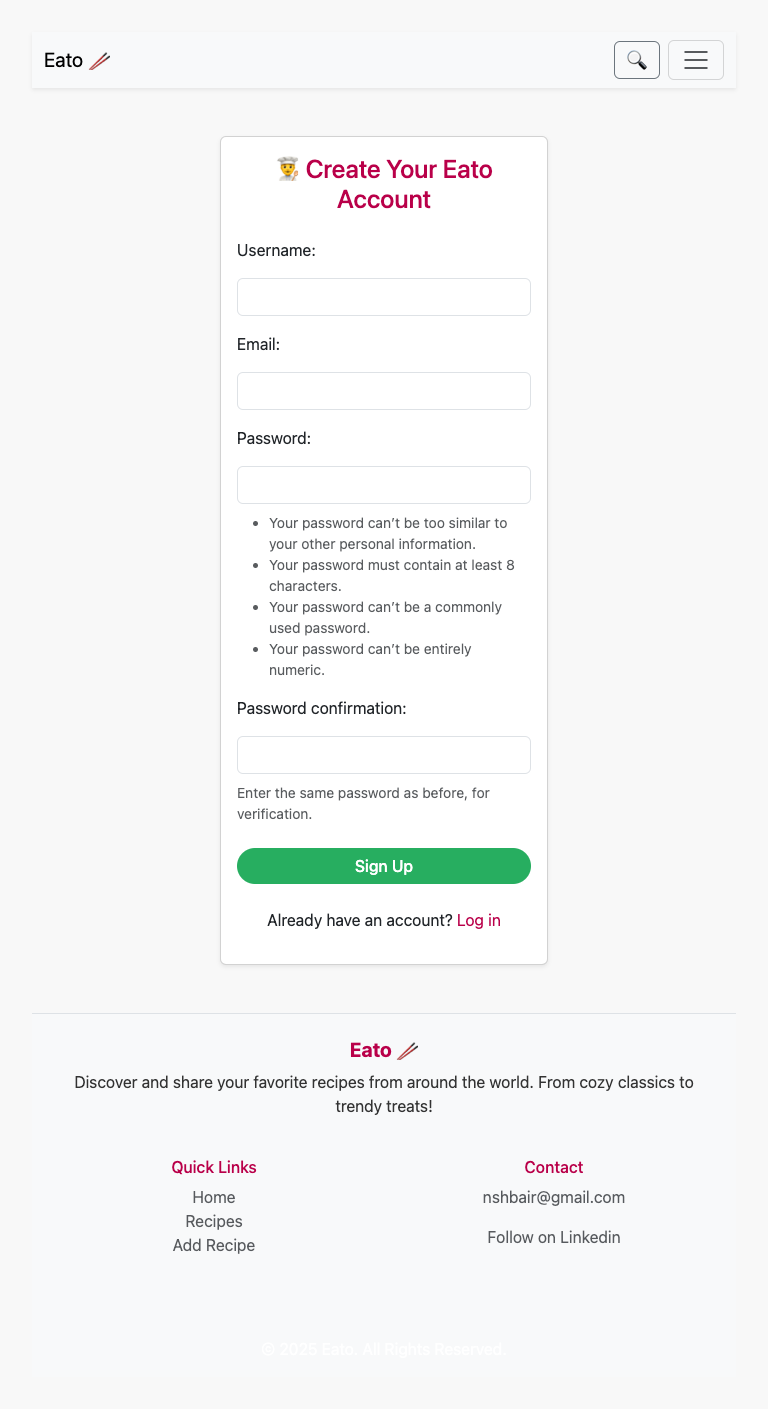 Eato 🥢
🔍
👨‍🍳 Create Your Eato
Account
Username:
Email:
Password:
• Your password can’t be too similar to
your other personal information.
• Your password must contain at least 8
characters.
• Your password can’t be a commonly
used password.
• Your password can’t be entirely
numeric.
Password confirmation:
Enter the same password as before, for
verification.
Sign Up
Already have an account? Log in
Eato 🥢
Discover and share your favorite recipes from around the world. From cozy classics to
trendy treats!
Quick Links
Home
Recipes
Add Recipe
Contact
nshbair@gmail.com
Follow on Linkedin
© 2025 Eato. All Rights Reserved.